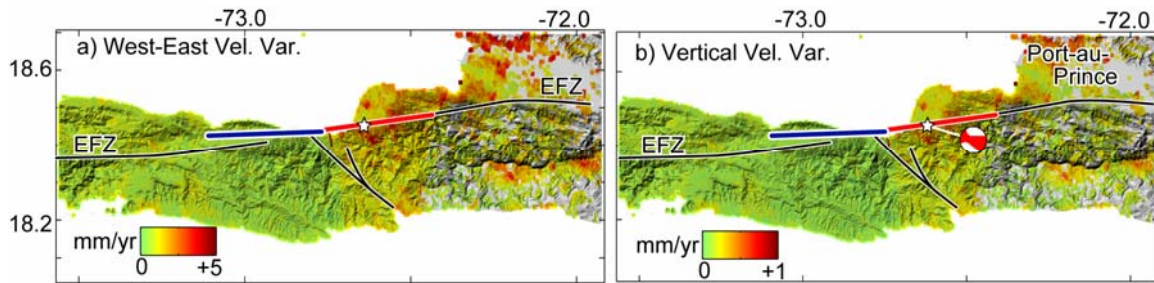 -73.0
-72.0
-73.0
-72.0
a) West-East Vel. Var.
b) Vertical Vel. Var.
18.6
EFZ
Port-au-
Prince
EFZ
EFZ
EFZ
18.2
mm/yr
0
+5
mm/yr
0
+1